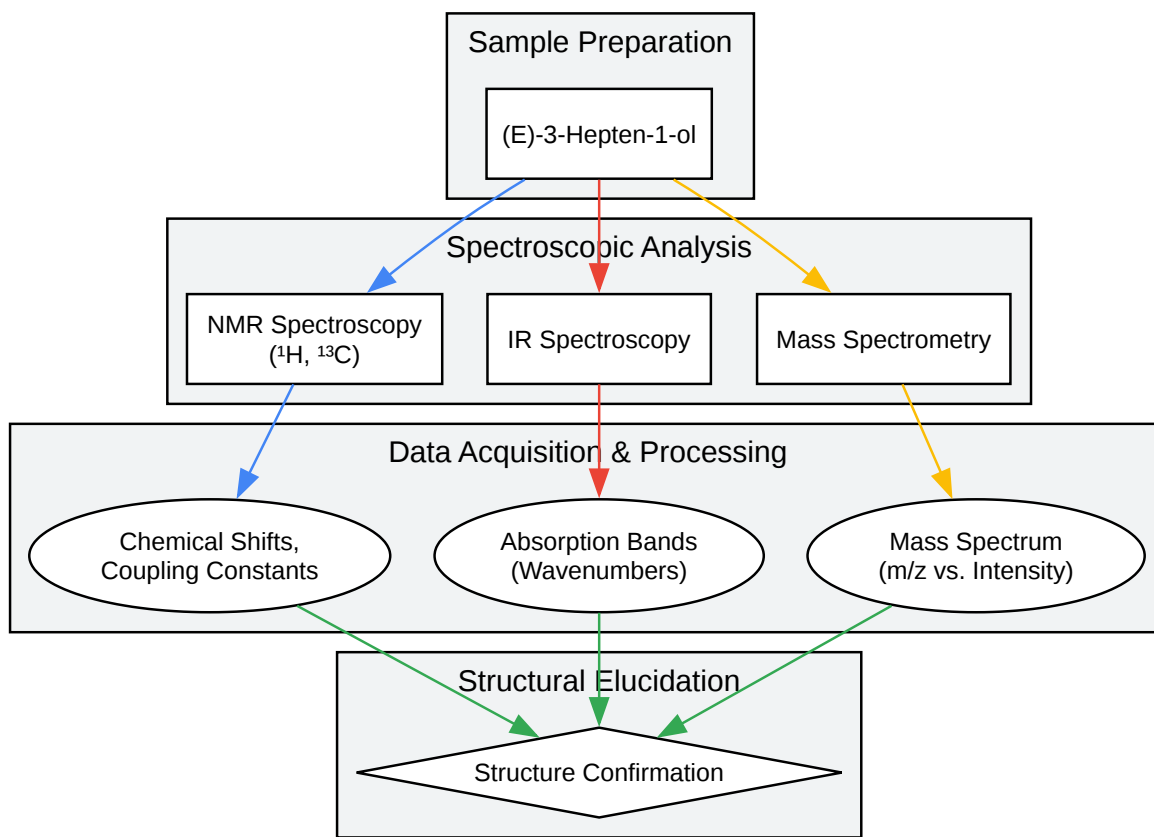 Sample Preparation
(E)-3-Hepten-1-ol
Spectroscopic Analysis
NMR Spectroscopy
(¹H, ¹³C)
IR Spectroscopy
Mass Spectrometry
Data Acquisition & Processing
Chemical Shifts,
Coupling Constants
Absorption Bands
(Wavenumbers)
Mass Spectrum
(m/z vs. Intensity)
Structural Elucidation
Structure Confirmation